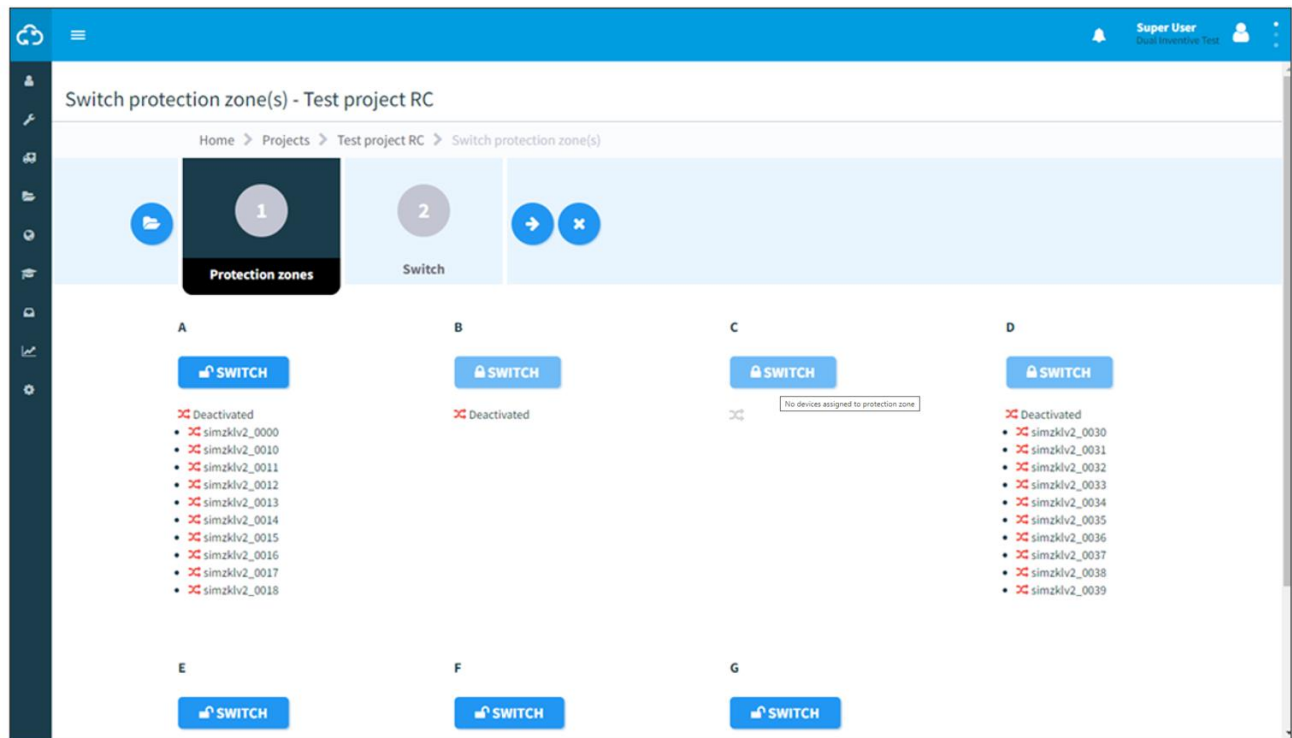 Super User
Dual Inventive Test
Switch protection zone(s) - Test project RC
Home > Projects > Test project RC > Switch protection zone(s)
1
2
Protection zones
Switch
A
B
C
D
SWITCH
SWITCH
SWITCH
SWITCH
No devices assigned to protection zone
Deactivated
Deactivated
Deactivated
simzklv2_0000
simzklv2_0010
simzklv2_0011
simzklv2_0012
simzklv2_0013
simzklv2_0014
simzklv2_0015
simzklv2_0016
simzklv2_0017
simzklv2_0018
simzklv2_0030
simzklv2_0031
simzklv2_0032
simzklv2_0033
simzklv2_0034
simzklv2_0035
simzklv2_0036
simzklv2_0037
simzklv2_0038
simzklv2_0039
E
F
G
SWITCH
SWITCH
SWITCH